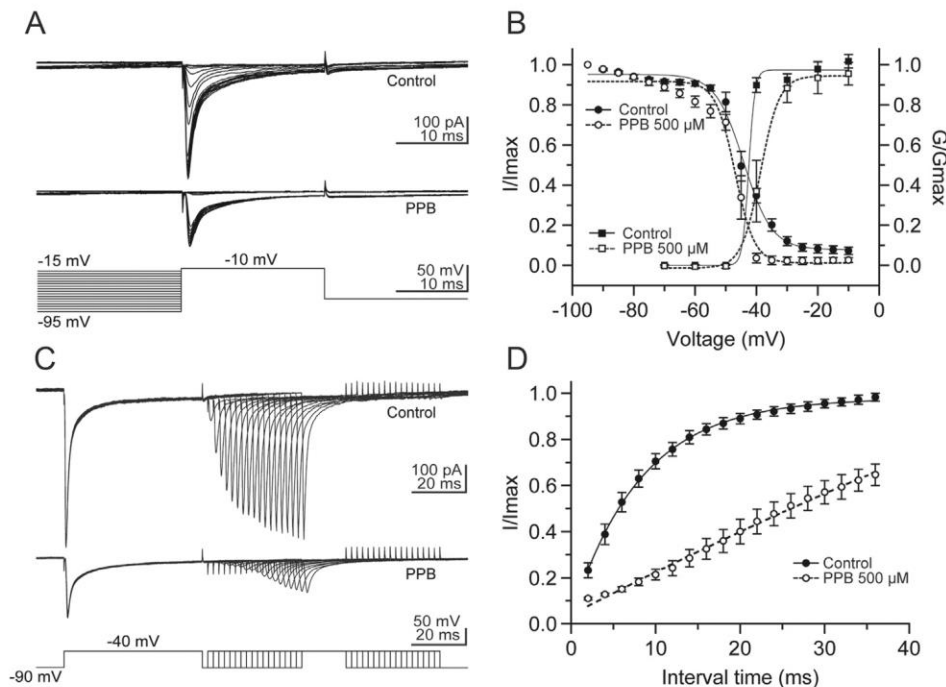 A
Control
100 pA
10 ms
PPB
-15 mV
-10 mV
50 mV
10 ms
-95 mV
B
1.0
0.8
0.6
0.4
0.2
0.0
I/Imax
Control
PPB 500 µM
Control
PPB 500 µM
1.0
0.8
0.6
0.4
0.2
0.0
G/Gmax
-100 -80 -60 -40 -20 0
Voltage (mV)
C
Control
100 pA
20 ms
PPB
50 mV
20 ms
-40 mV
-90 mV
D
1.0
0.8
0.6
0.4
0.2
0.0
I/Imax
Control
PPB 500 µM
0 10 20 30 40
Interval time (ms)